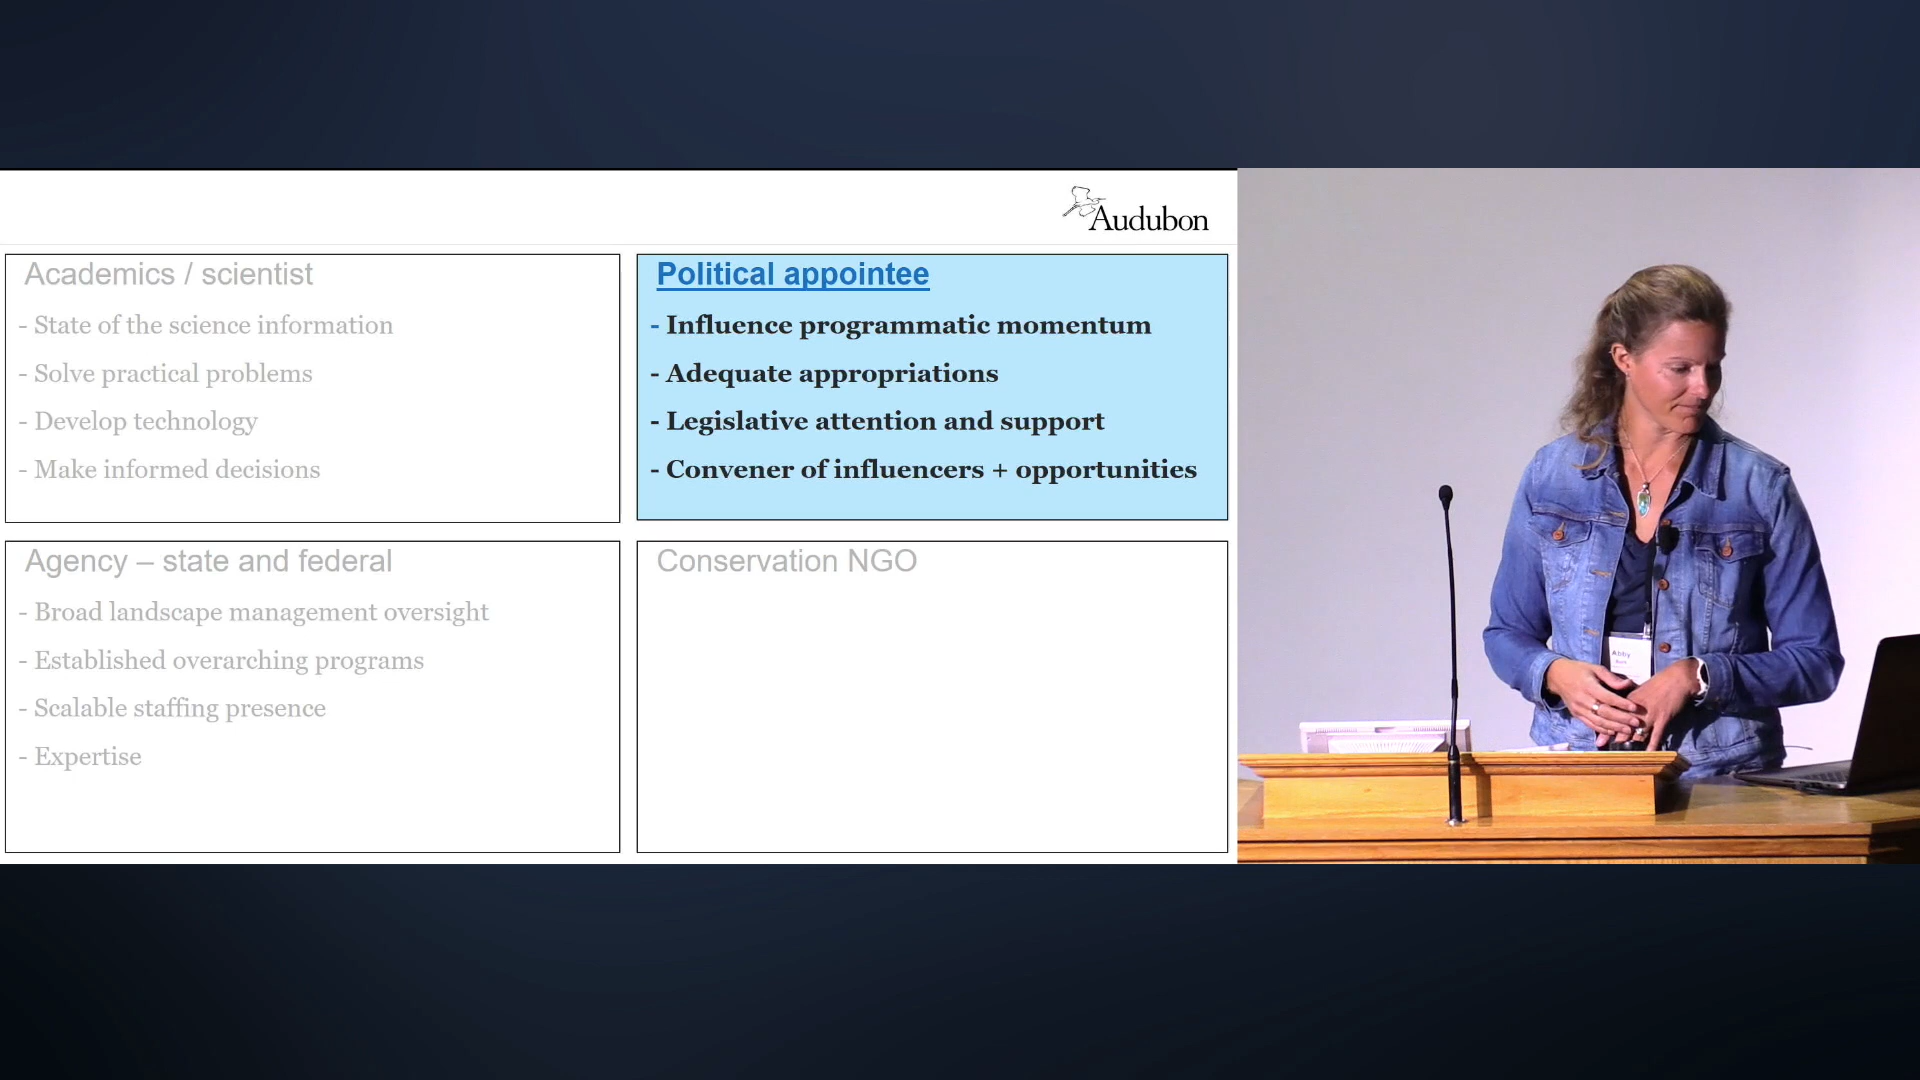 Audubon
Academics / scientist
- State of the science information
- Solve practical problems
- Develop technology
- Make informed decisions
Political appointee
- Influence programmatic momentum
- Adequate appropriations
- Legislative attention and support
- Convener of influencers + opportunities
Agency – state and federal
- Broad landscape management oversight
- Established overarching programs
- Scalable staffing presence
- Expertise
Conservation NGO
Abby